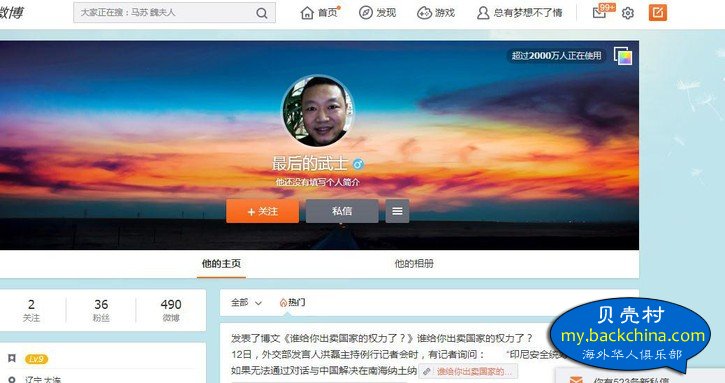 微博
大家正在搜：马苏 魏夫人
首页
发现
游戏
总有梦想不了情
99+
超过2000万人正在使用
最后的武士
他还没有填写个人简介
+关注
私信
他的主页
他的相册
2
关注
36
粉丝
490
微博
全部
热门
发表了博文《谁给你出卖国家的权力了？》谁给你出卖国家的权力了？
12日，外交部发言人洪磊主持例行记者会时，有记者询问： “印尼安全统
如果无法通过对话与中国解决在南海纳土纳
谁给你出卖国家的...
Lv.9
辽宁 大连
贝壳村
my.backchina.com
海外华人俱乐部
你有523条新私信